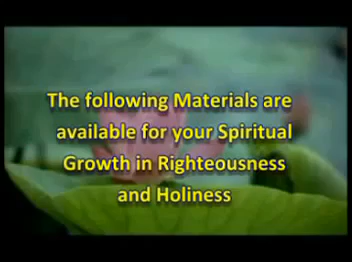 The following Materials are
available for your Spiritual
Growth in Righteousness
and Holiness